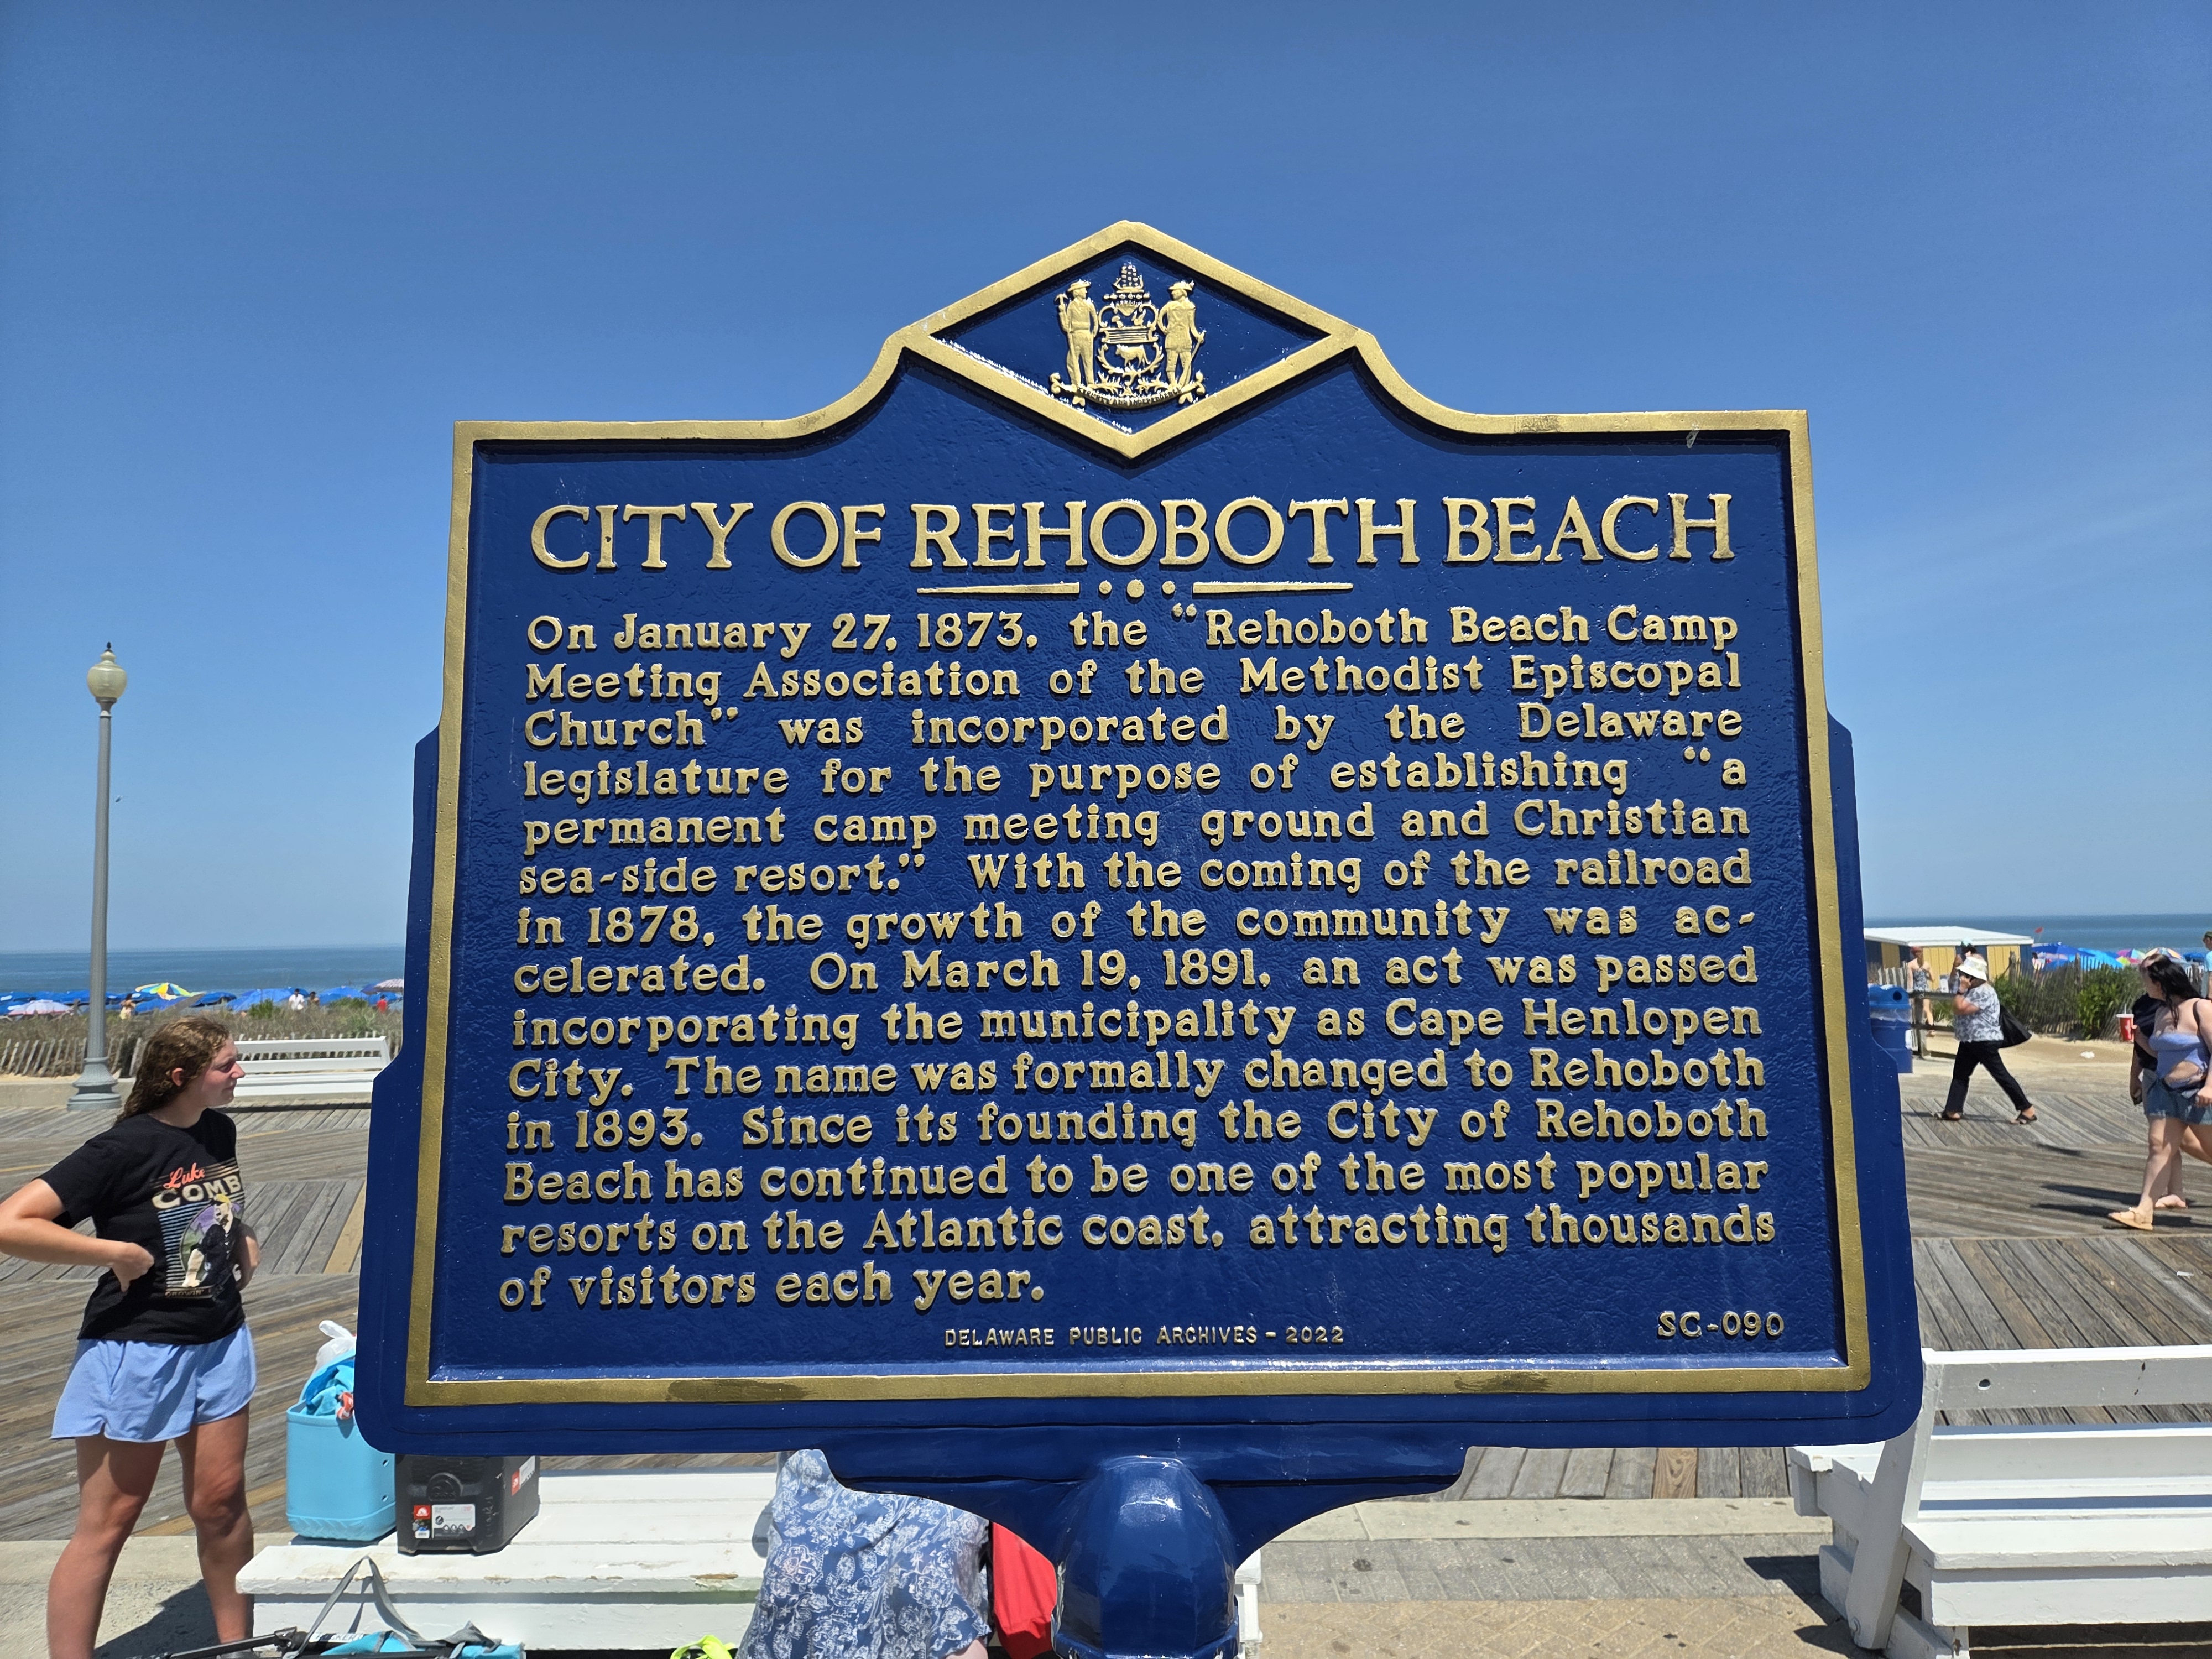 CITY OF REHOBOTH BEACH
On January 27, 1873, the "Rehoboth Beach Camp
Meeting Association of the Methodist Episcopal
Church" was incorporated by the Delaware
legislature for the purpose of establishing "a
permanent camp meeting ground and Christian
sea-side resort." With the coming of the railroad
in 1878, the growth of the community was ac-
celerated. On March 19, 1891, an act was passed
incorporating the municipality as Cape Henlopen
City. The name was formally changed to Rehoboth
in 1893. Since its founding the City of Rehoboth
Beach has continued to be one of the most popular
resorts on the Atlantic coast, attracting thousands
of visitors each year.
DELAWARE PUBLIC ARCHIVES - 2022
SC-090
Luke
COMB